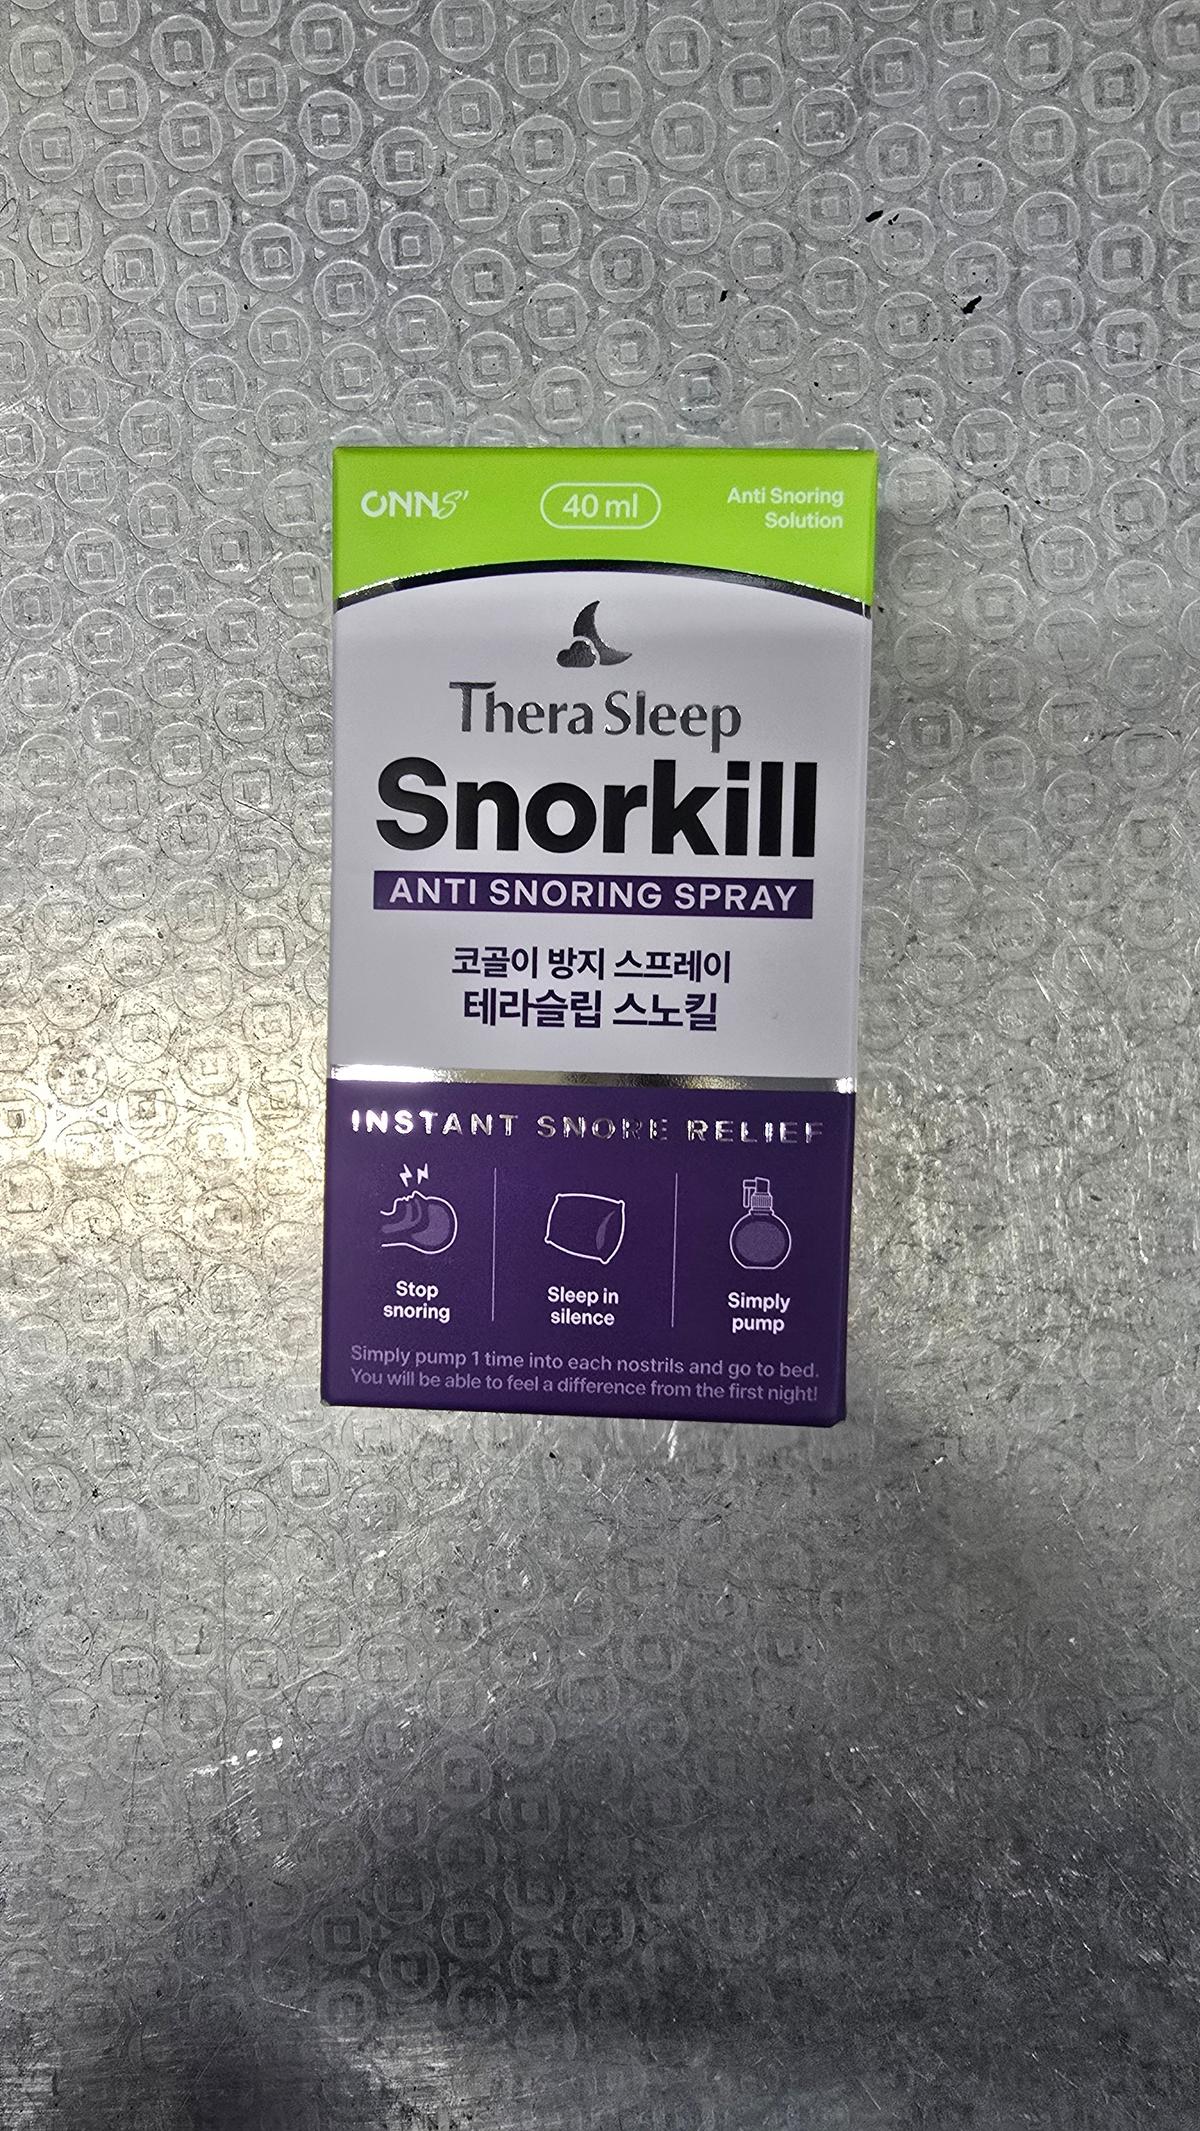 ONNS'
40 ml
Anti Snoring
Solution
Thera Sleep
Snorkill
ANTI SNORING SPRAY
코골이 방지 스프레이
테라슬립 스노킬
INSTANT SNORE RELIEF
Stop
snoring
Sleep in
silence
Simply
pump
Simply pump 1 time into each nostrils and go to bed.
You will be able to feel a difference from the first night!